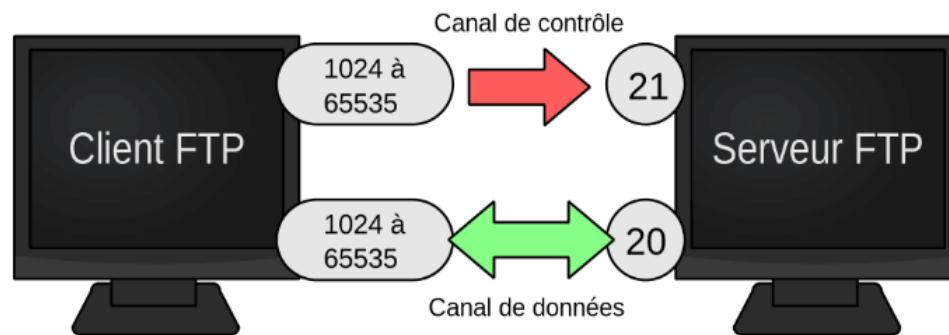 Canal de contrôle
1024 à
65535
21
Client FTP
Serveur FTP
1024 à
65535
20
Canal de données